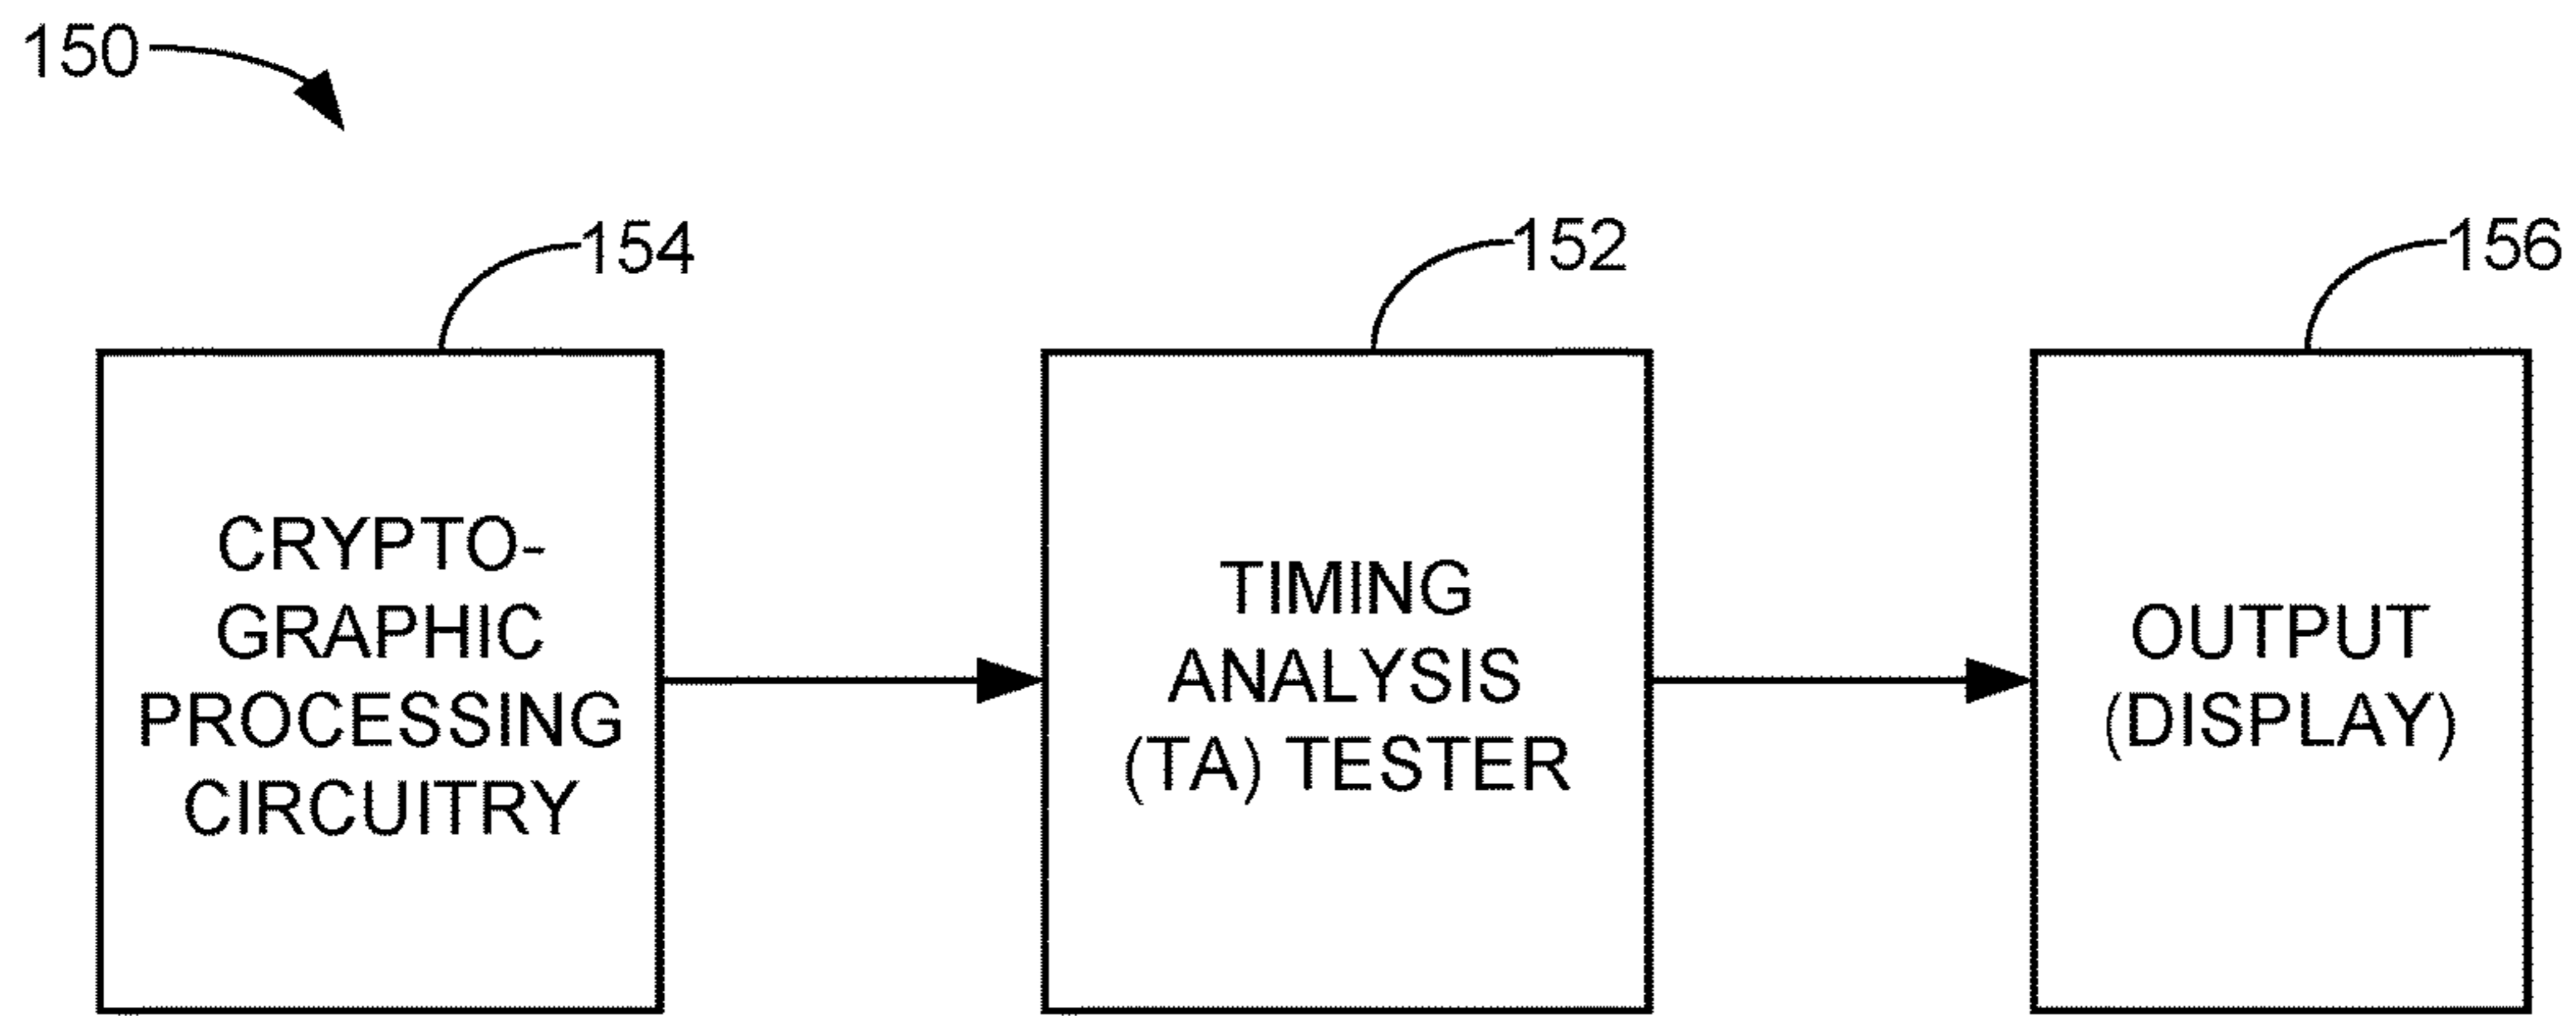 150
154
152
156
CRYPTO-
GRAPHIC
PROCESSING
CIRCUITRY
TIMING
ANALYSIS
(TA) TESTER
OUTPUT
(DISPLAY)